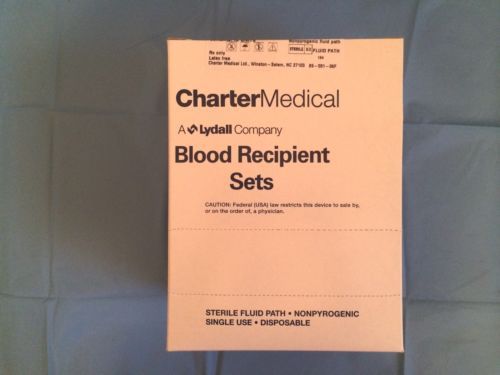 Nonpyrogenic fluid path
Rx only
STERILE FLUID PATH
Latex free
Charter Medical Ltd., Winston - Salem, NC 27103
CharterMedical
A Lydall Company
Blood Recipient
Sets
CAUTION: Federal (USA) law restricts this device to sale by,
or on the order of, a physician.
STERILE FLUID PATH • NONPYROGENIC
SINGLE USE • DISPOSABLE